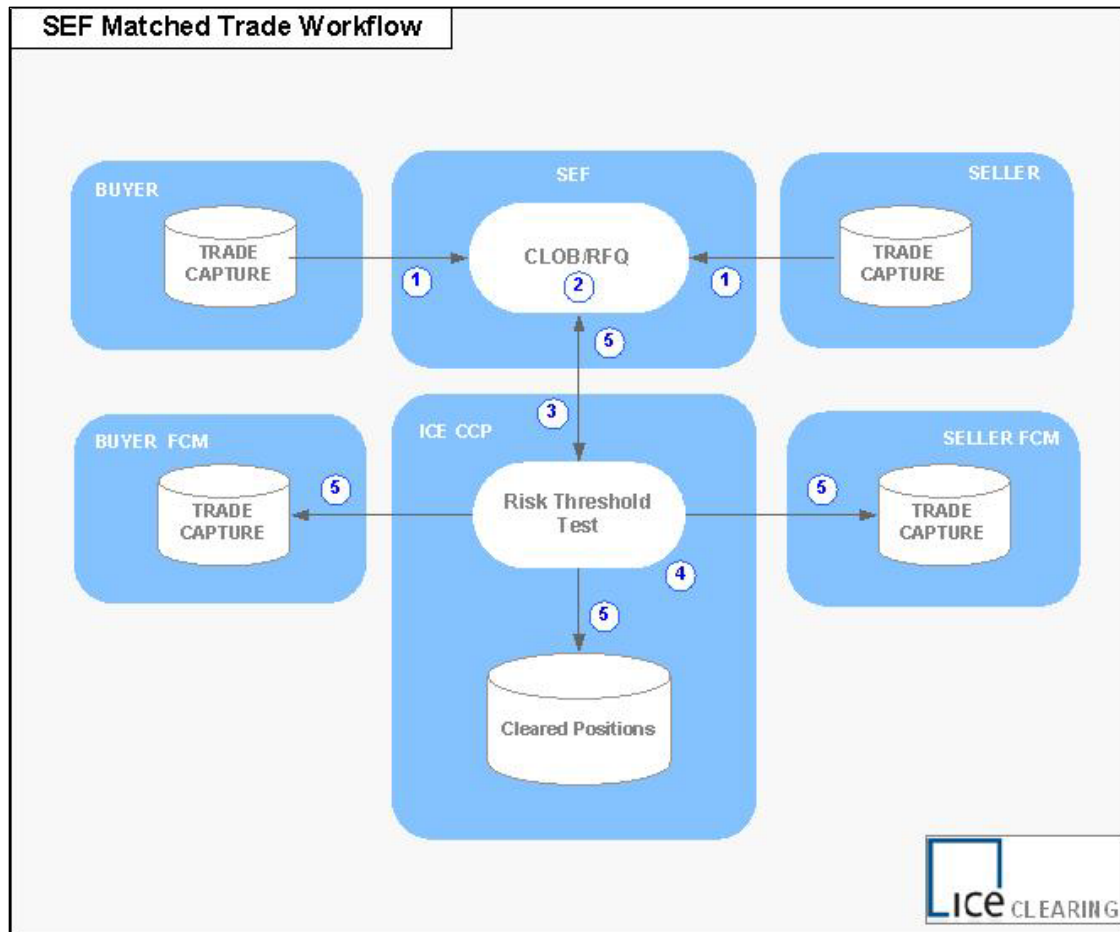 SEF Matched Trade Workflow
BUYER
TRADE
CAPTURE
1
SEF
CLOB/RFQ
2
1
SELLER
TRADE
CAPTURE
5
3
BUYER FCM
TRADE
CAPTURE
5
ICE CCP
Risk Threshold
Test
4
5
SELLER FCM
TRADE
CAPTURE
5
Cleared Positions
ice CLEARING